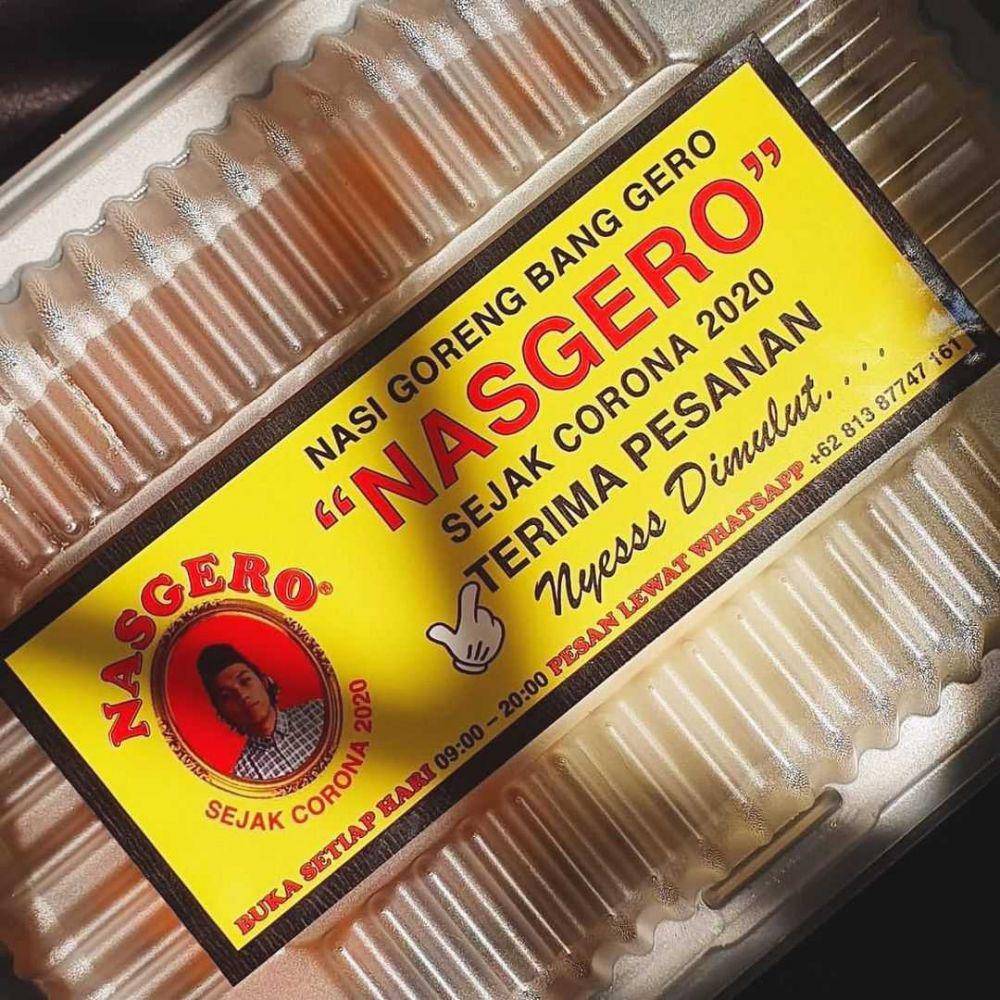 NASI GORENG BANG GERO
“NASGERO”
SEJAK CORONA 2020
TERIMA PESANAN
Nyesss Dimulut....
NASGERO®
SEJAK CORONA 2020
BUKA SETIAP HARI 09:00 – 20:00 PESAN LEWAT WHATSAPP +62 813 87747 161